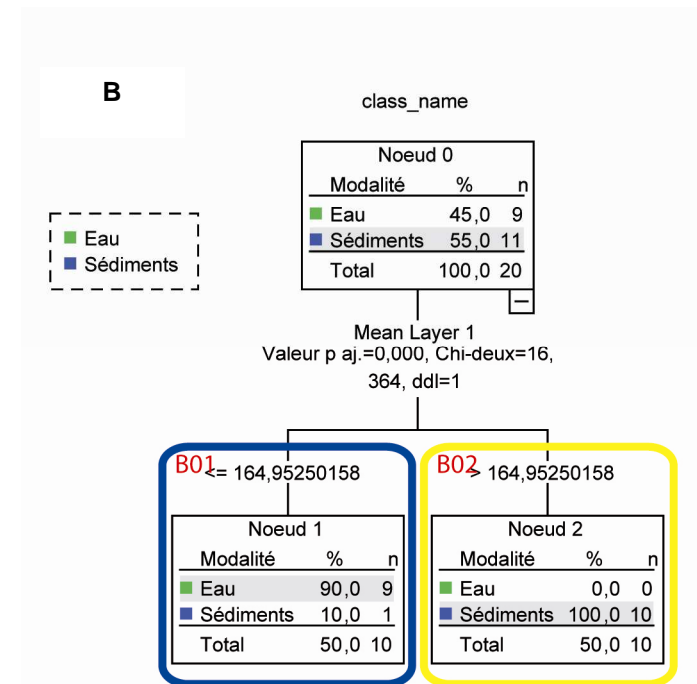 B
class_name
Noeud 0
Modalité % n
Eau 45,0 9
Sédiments 55,0 11
Total 100,0 20
Eau
Sédiments
Mean Layer 1
Valeur p aj.=0,000, Chi-deux=16,
364, ddl=1
B01 <= 164,95250158
B02 > 164,95250158
Noeud 1
Modalité % n
Eau 90,0 9
Sédiments 10,0 1
Total 50,0 10
Noeud 2
Modalité % n
Eau 0,0 0
Sédiments 100,0 10
Total 50,0 10